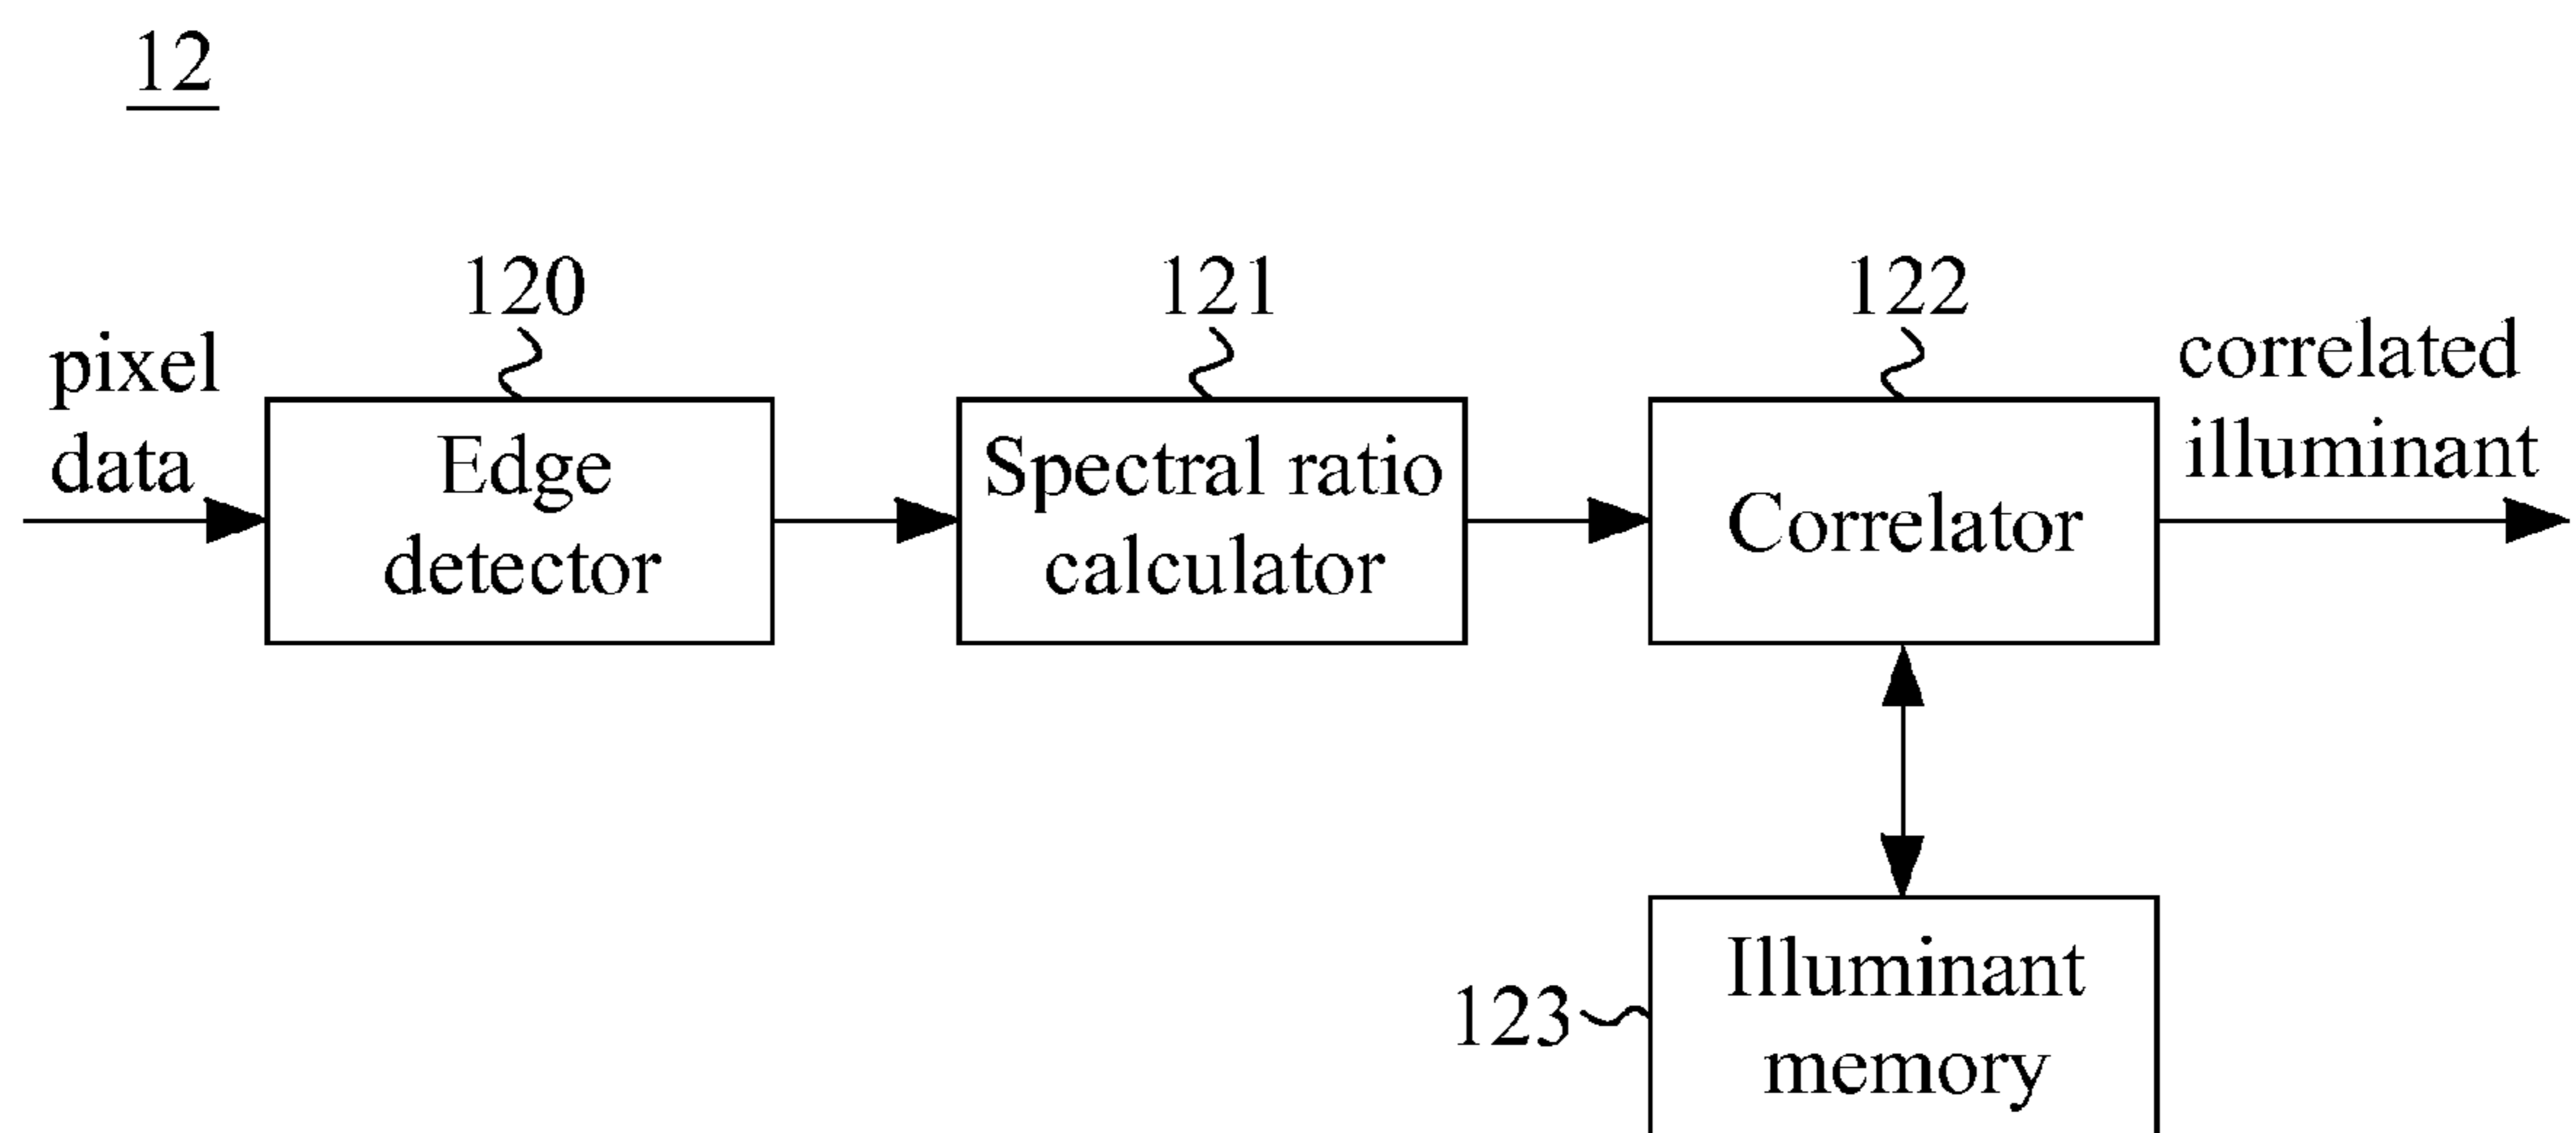 12
120
121
122
pixel
data
Edge
detector
Spectral ratio
calculator
Correlator
correlated
illuminant
123
Illuminant
memory